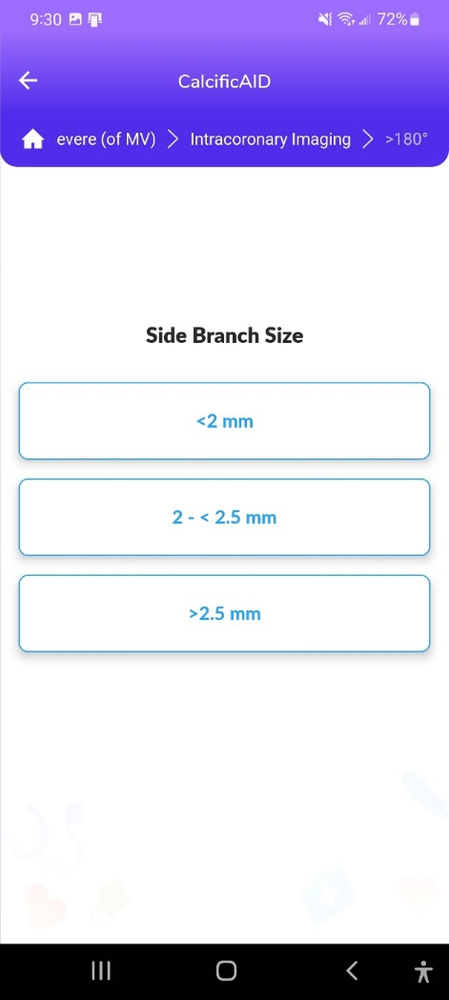 9:30 72%
CalcificAID
evere (of MV) Intracoronary Imaging >180°
Side Branch Size
<2 mm
2 - < 2.5 mm
>2.5 mm